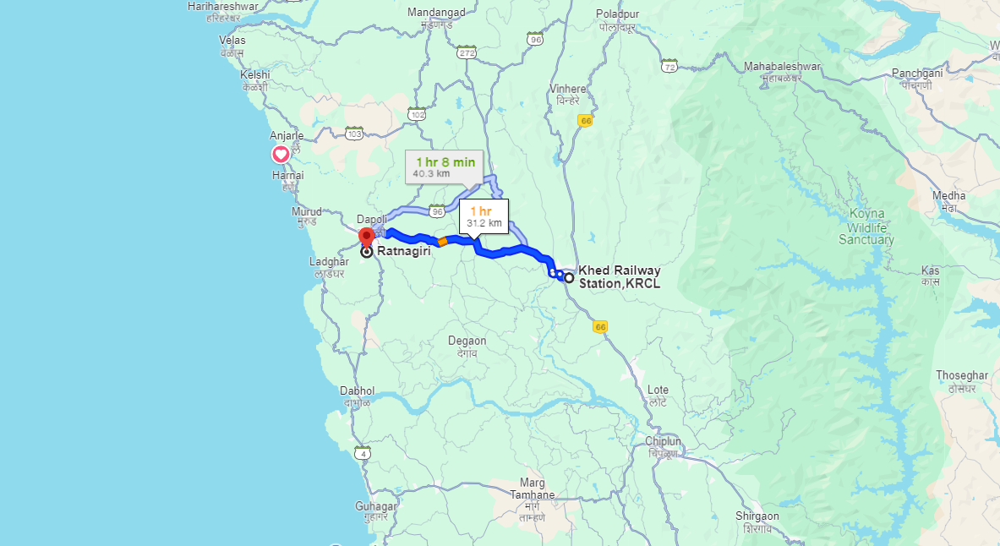 Harihareshwar
हरिहरेश्वर
Mandangad
मंडणगड
Poladpur
पोलादपूर
Velas
वेळास
96
272
72
Mahabaleshwar
महाबळेश्वर
Panchgani
पाचगणी
Kelshi
केळशी
Vinhere
विन्हेरे
102
66
103
Anjarle
1 hr 8 min
40.3 km
Harnai
हर्णे
Murud
मुरुड
96
1 hr
31.2 km
Medha
मेढा
Koyna
Wildlife
Sanctuary
Dapoli
Ratnagiri
Ladghar
लाडघर
Khed Railway
Station,KRCL
Kas
कास
66
Degaon
देगांव
Thoseghar
ठोसेघर
Dabhol
दाभोळ
Lote
लोटे
4
Chiplun
चिपळूण
Marg
Tamhane
मार्ग
ताम्हणे
Guhagar
गुहागर
Shirgaon
शिरगांव